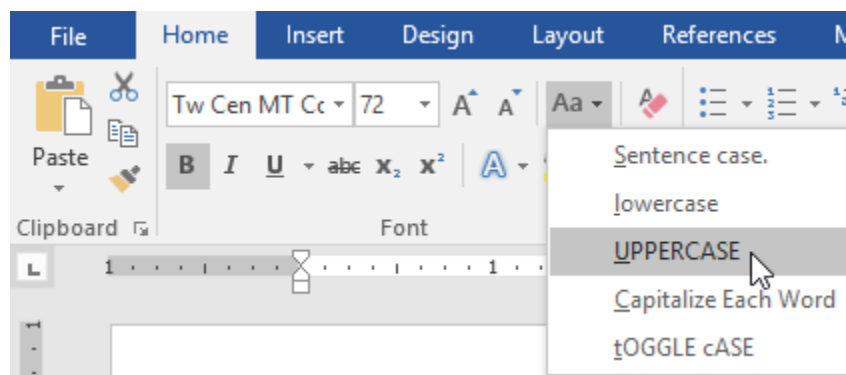 File Home Insert Design Layout References M
Tw Cen MT Cc 72 A A Aa
Paste B I U abc X₂ X²  A
Clipboard Font
Sentence case.
lowercase
UPPERCASE
Capitalize Each Word
tOGGLE cASE
L 1 1
1